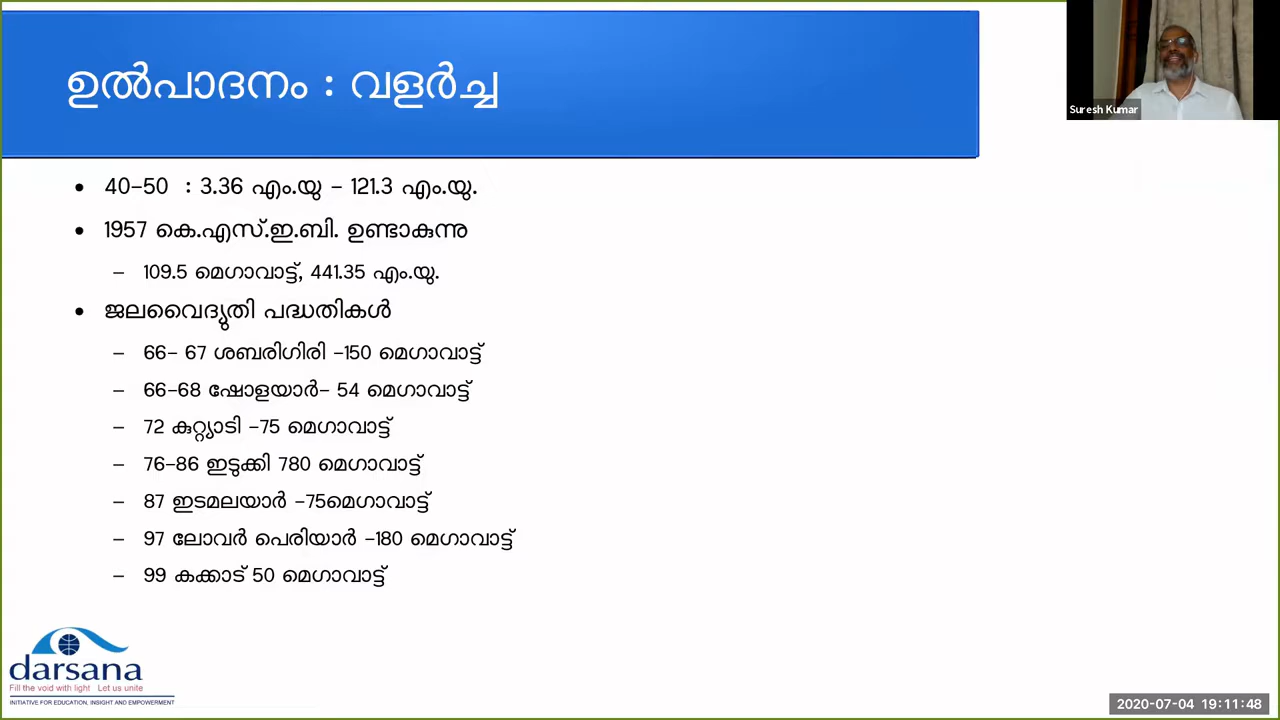 ഉൽപാദനം : വളർച്ച
Suresh Kumar
• 40-50 : 3.36 എം.യു - 121.3 എം.യു.
• 1957 കെ.എസ്.ഇ.ബി. ഉണ്ടാകുന്നു
– 109.5 മെഗാവാട്ട്, 441.35 എം.യു.
• ജലവൈദ്യുതി പദ്ധതികൾ
– 66- 67 ശബരിഗിരി -150 മെഗാവാട്ട്
– 66-68 ഷോളയാർ- 54 മെഗാവാട്ട്
– 72 കുറ്റ്യാടി -75 മെഗാവാട്ട്
– 76-86 ഇടുക്കി 780 മെഗാവാട്ട്
– 87 ഇടമലയാർ -75മെഗാവാട്ട്
– 97 ലോവർ പെരിയാർ -180 മെഗാവാട്ട്
– 99 കക്കാട് 50 മെഗാവാട്ട്
darsana
Fill the void with light Let us unite
INITIATIVE FOR EDUCATION, INSIGHT AND EMPOWERMENT
2020-07-04 19:11:48